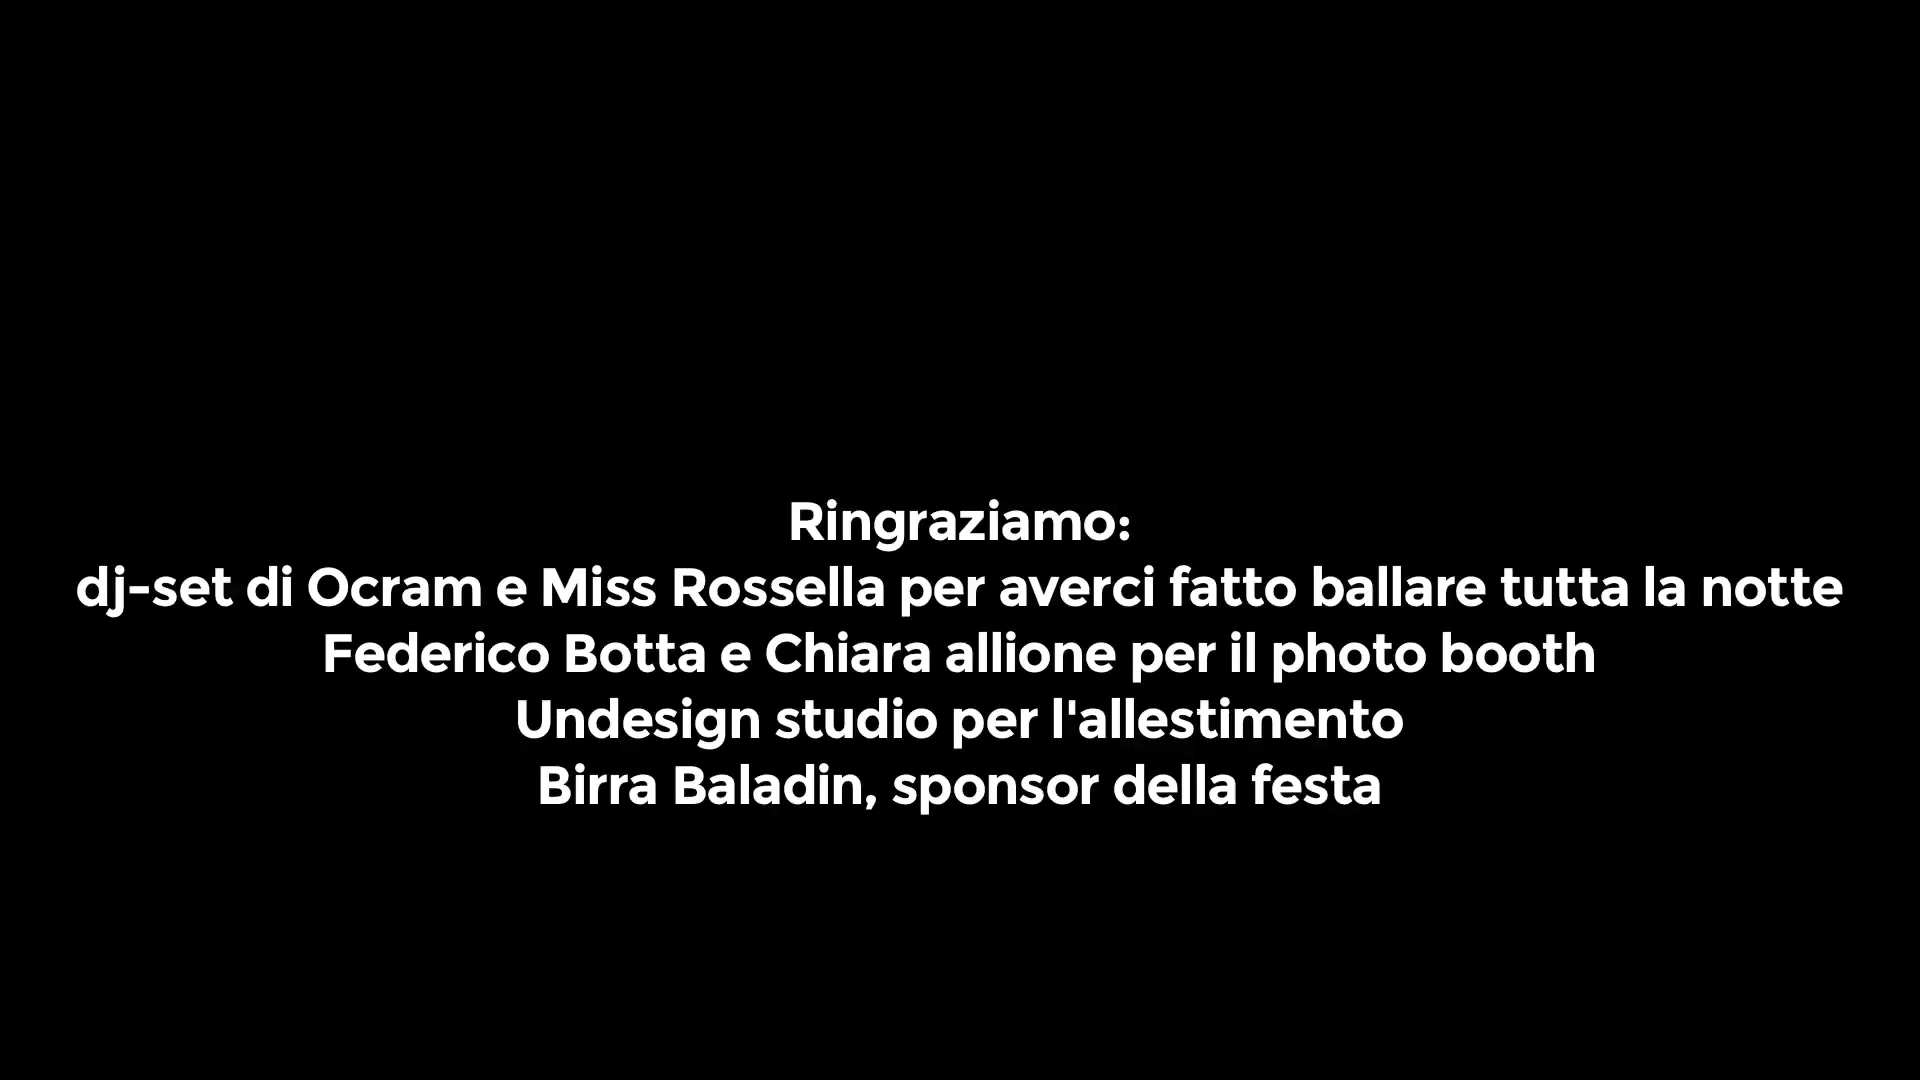 Ringraziamo:
dj-set di Ocram e Miss Rossella per averci fatto ballare tutta la notte
Federico Botta e Chiara allione per il photo booth
Undesign studio per l'allestimento
Birra Baladin, sponsor della festa